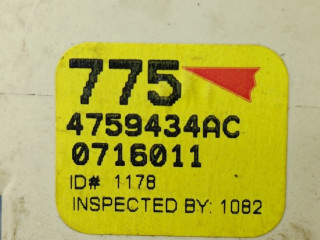 775
4759434AC
0716011
ID# 1178
INSPECTED BY: 1082